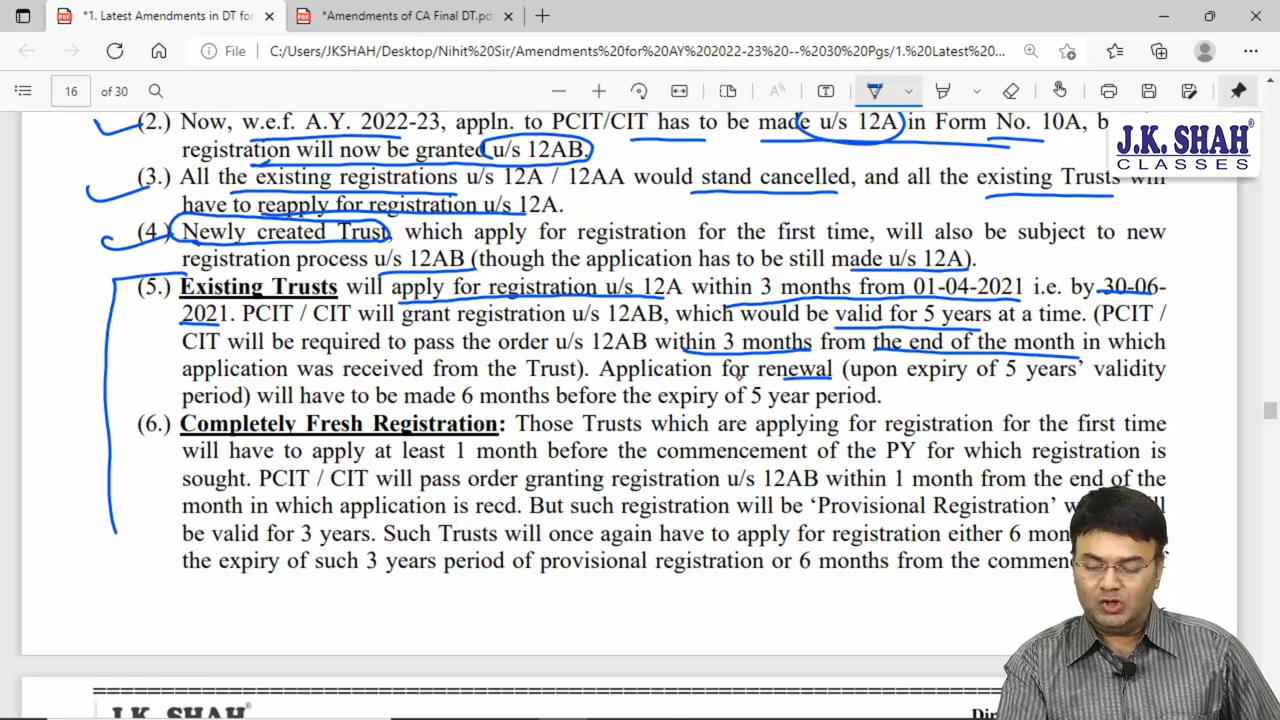 *1. Latest Amendments in DT for
*Amendments of CA Final DT.pd
File
C:/Users/JKSHAH/Desktop/Nihit%20Sir/Amendments%20for%20AY%202022-23%20--%2030%20Pgs/1.%20Latest%20...
16 of 30
(2.) Now, w.e.f. A.Y. 2022-23, appln. to PCIT/CIT has to be made u/s 12A in Form No. 10A, b
registration will now be granted u/s 12AB.
J.K. SHAH
CLASSES
(3.) All the existing registrations u/s 12A / 12AA would stand cancelled, and all the existing Trusts will
have to reapply for registration u/s 12A.
(4.) Newly created Trust, which apply for registration for the first time, will also be subject to new
registration process u/s 12AB (though the application has to be still made u/s 12A).
(5.) Existing Trusts will apply for registration u/s 12A within 3 months from 01-04-2021 i.e. by 30-06-
2021. PCIT / CIT will grant registration u/s 12AB, which would be valid for 5 years at a time. (PCIT /
CIT will be required to pass the order u/s 12AB within 3 months from the end of the month in which
application was received from the Trust). Application for renewal (upon expiry of 5 years' validity
period) will have to be made 6 months before the expiry of 5 year period.
(6.) Completely Fresh Registration: Those Trusts which are applying for registration for the first time
will have to apply at least 1 month before the commencement of the PY for which registration is
sought. PCIT / CIT will pass order granting registration u/s 12AB within 1 month from the end of the
month in which application is recd. But such registration will be 'Provisional Registration'
be valid for 3 years. Such Trusts will once again have to apply for registration either 6
the expiry of such 3 years period of provisional registration or 6 months from the
J.K. SHAH